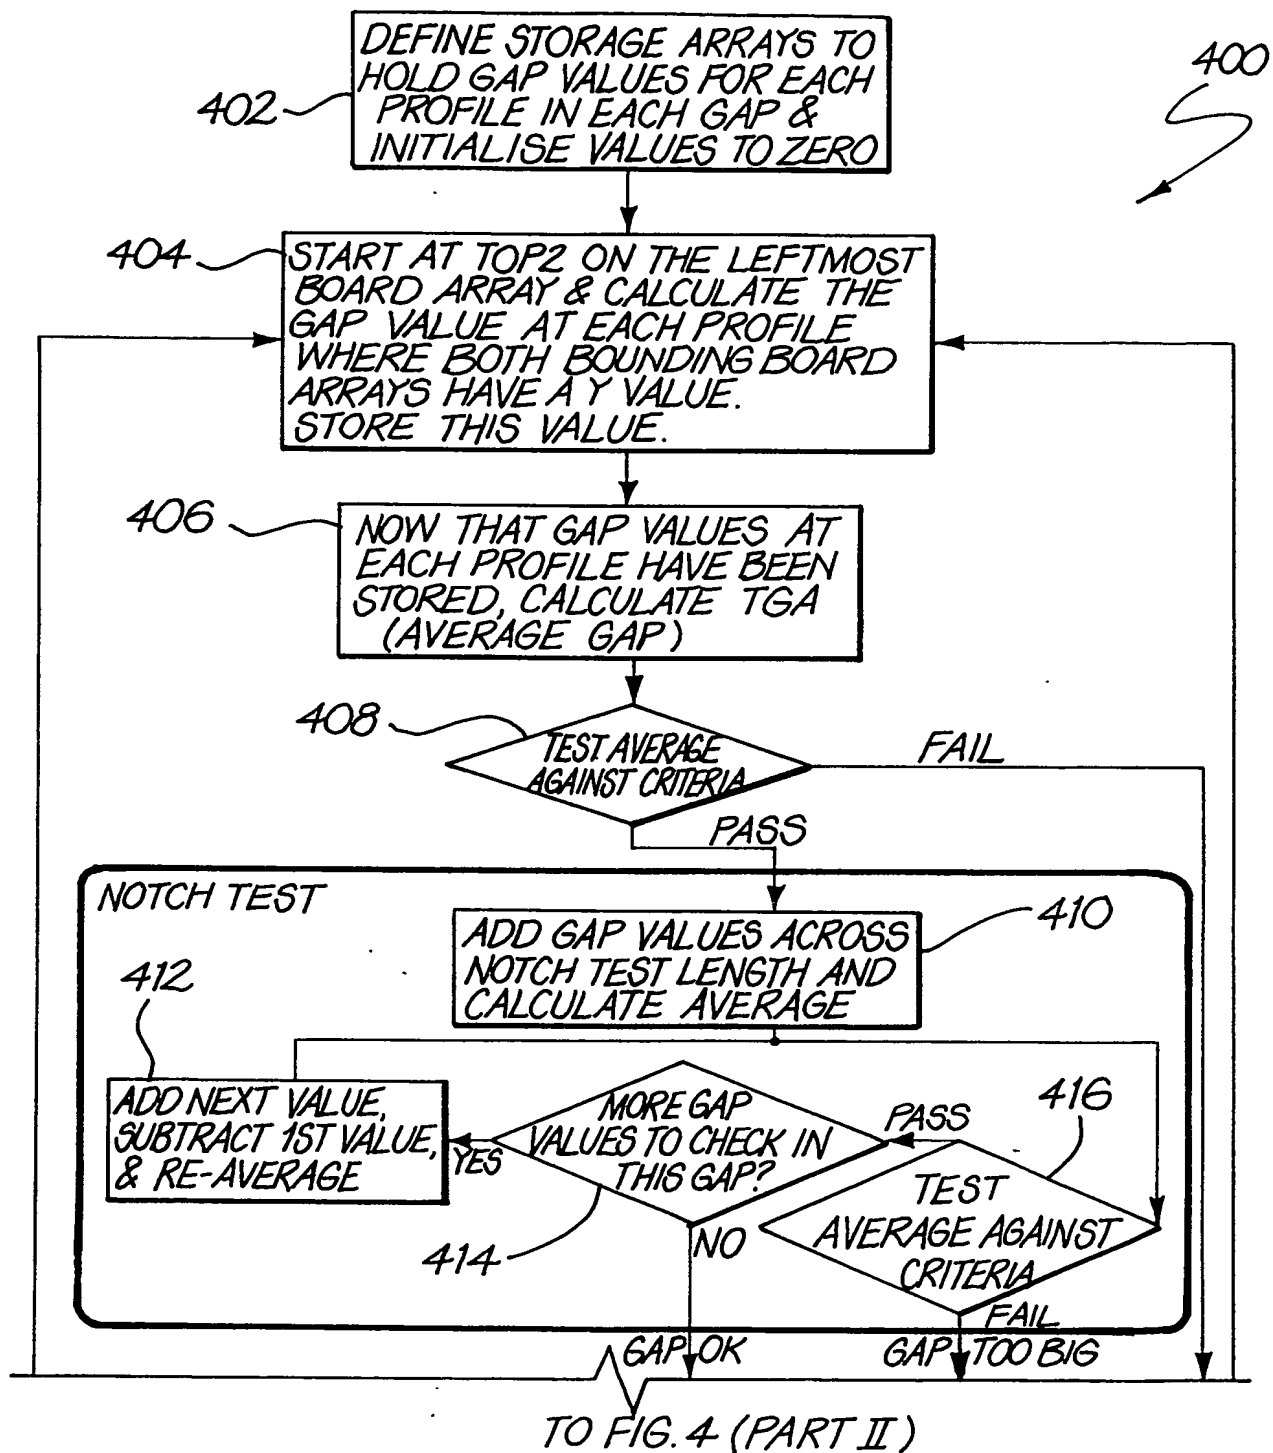 DEFINE STORAGE ARRAYS TO
HOLD GAP VALUES FOR EACH
PROFILE IN EACH GAP &
INITIALISE VALUES TO ZERO
402
400
404
START AT TOP2 ON THE LEFTMOST
BOARD ARRAY & CALCULATE THE
GAP VALUE AT EACH PROFILE
WHERE BOTH BOUNDING BOARD
ARRAYS HAVE A Y VALUE.
STORE THIS VALUE.
406
NOW THAT GAP VALUES AT
EACH PROFILE HAVE BEEN
STORED, CALCULATE TGA
(AVERAGE GAP)
408
TEST AVERAGE
AGAINST CRITERIA
FAIL
PASS
NOTCH TEST
410
ADD GAP VALUES ACROSS
NOTCH TEST LENGTH AND
CALCULATE AVERAGE
412
ADD NEXT VALUE,
SUBTRACT 1ST VALUE,
& RE-AVERAGE
YES
MORE GAP
VALUES TO CHECK IN
THIS GAP?
414
NO
PASS
416
TEST
AVERAGE AGAINST
CRITERIA
FAIL
GAP OK
GAP TOO BIG
TO FIG. 4 (PART II)